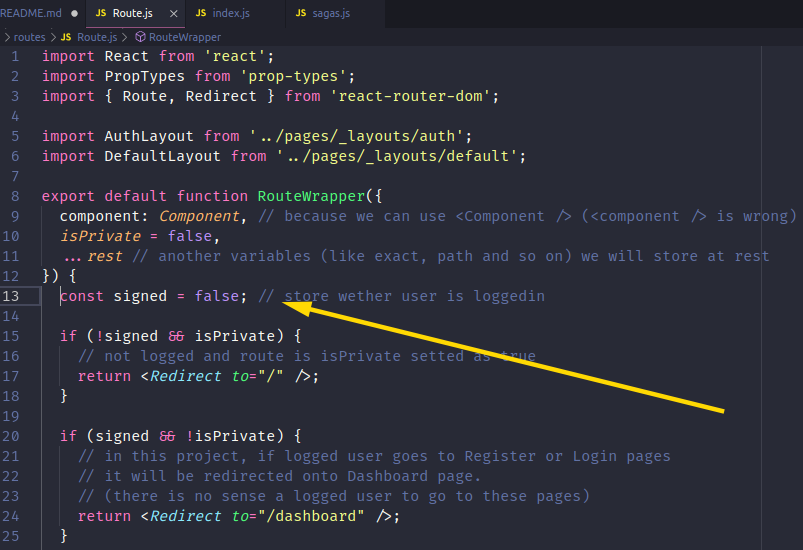 README.md ● JS Route.js × JS index.js JS sagas.js
> routes > JS Route.js > RouteWrapper
1 import React from 'react';
2 import PropTypes from 'prop-types';
3 import { Route, Redirect } from 'react-router-dom';
4
5 import AuthLayout from '../pages/_layouts/auth';
6 import DefaultLayout from '../pages/_layouts/default';
7
8 export default function RouteWrapper({
9 component: Component, // because we can use <Component /> (<component /> is wrong)
10 isPrivate = false,
11 ...rest // another variables (like exact, path and so on) we will store at rest
12 }) {
13 const signed = false; // store wether user is loggedin
14
15 if (!signed && isPrivate) {
16 // not logged and route is isPrivate setted as true
17 return <Redirect to="/" />;
18 }
19
20 if (signed && !isPrivate) {
21 // in this project, if logged user goes to Register or Login pages
22 // it will be redirected onto Dashboard page.
23 // (there is no sense a logged user to go to these pages)
24 return <Redirect to="/dashboard" />;
25 }